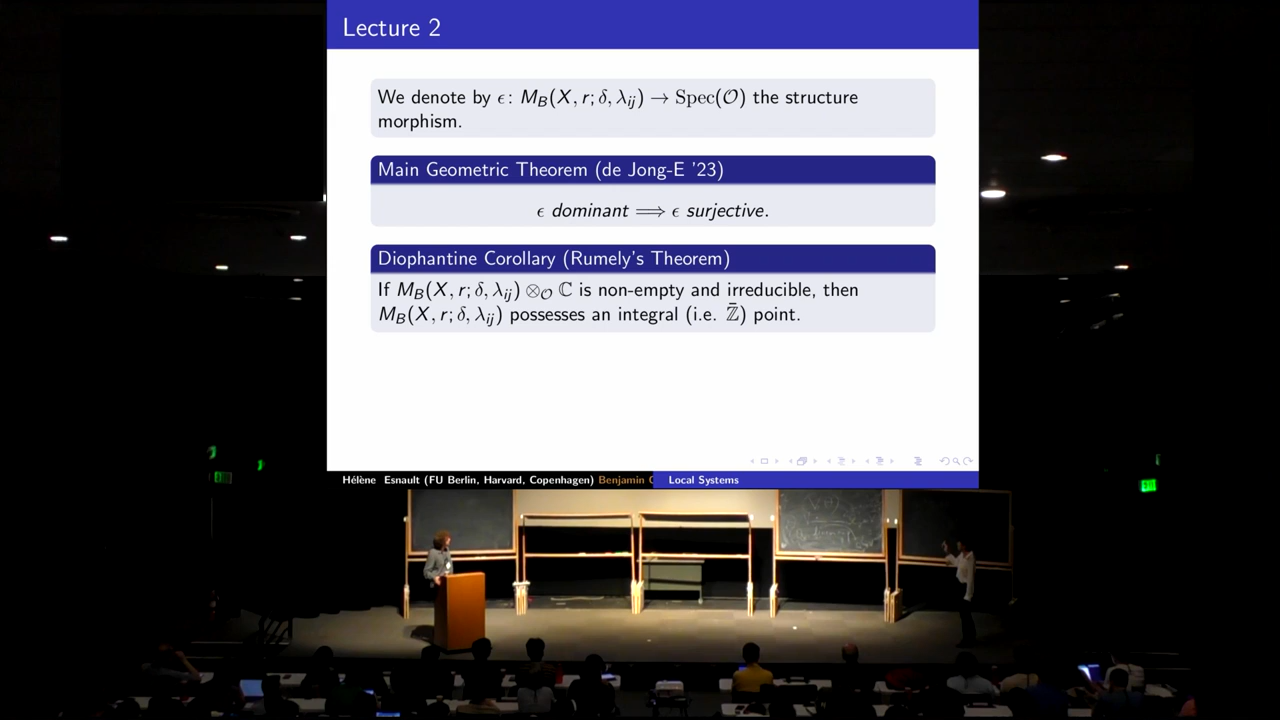 Lecture 2
We denote by ϵ: M_B(X, r; δ, λ_ij) → Spec(𝒪) the structure
morphism.
Main Geometric Theorem (de Jong-E '23)
ϵ dominant ⟹ ϵ surjective.
Diophantine Corollary (Rumely's Theorem)
If M_B(X, r; δ, λ_ij) ⊗_𝒪 ℂ is non-empty and irreducible, then
M_B(X, r; δ, λ_ij) possesses an integral (i.e. ℤ̄) point.
Hélène Esnault (FU Berlin, Harvard, Copenhagen) Benjamin
Local Systems